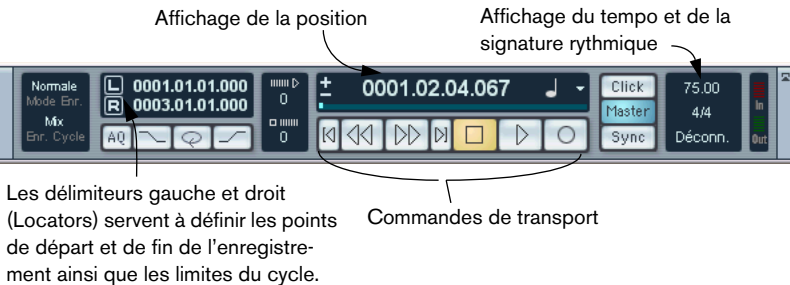 Affichage de la position
Affichage du tempo et de la
signature rythmique
Normale
Mode Enr.
Mix
Enr. Cycle
L 0001.01.01.000
R 0003.01.01.000
AQ
0
0
± 0001.02.04.067
Click
Master
Sync
75.00
4/4
Déconn.
In
Out
Les délimiteurs gauche et droit
(Locators) servent à définir les points
de départ et de fin de l'enregistre-
ment ainsi que les limites du cycle.
Commandes de transport